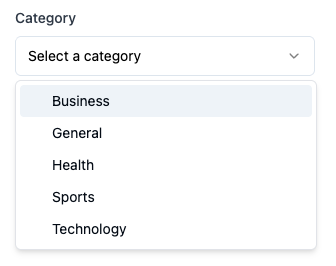 Category
Select a category
Business
General
Health
Sports
Technology